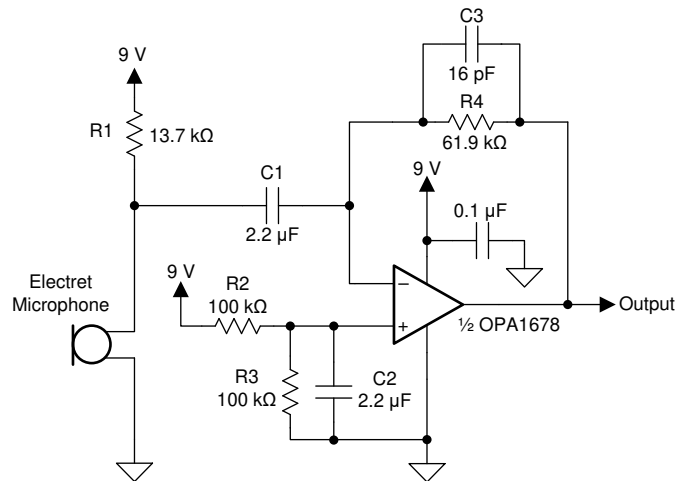 C3
16 pF
R4
61.9 kΩ
9 V
R1
13.7 kΩ
C1
2.2 µF
9 V
0.1 µF
Electret
Microphone
9 V
R2
100 kΩ
−
+
½ OPA1678
Output
R3
100 kΩ
C2
2.2 µF